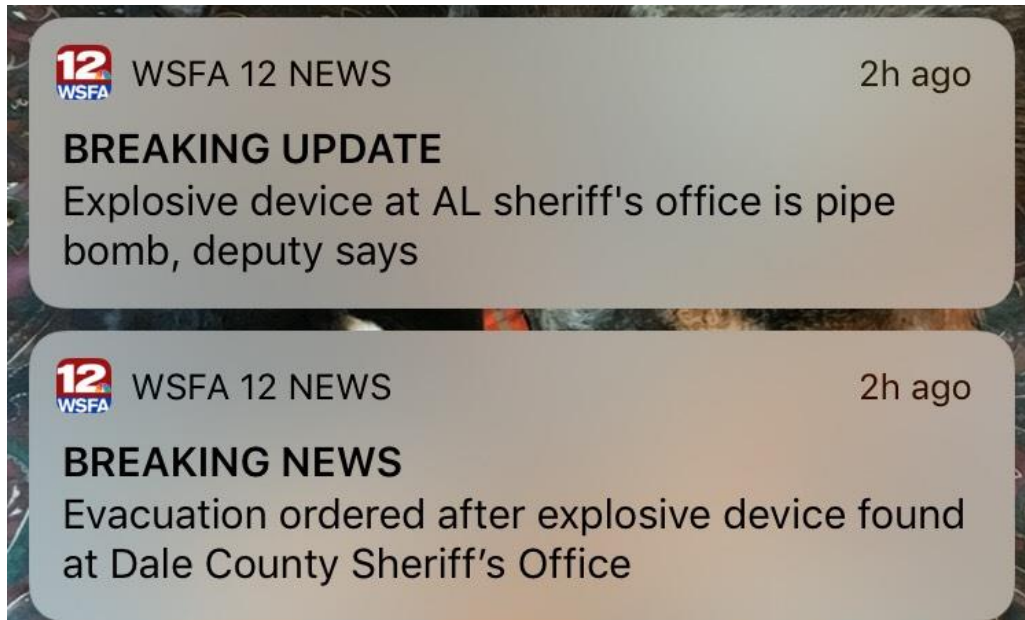 12
WSFA
WSFA 12 NEWS
2h ago
BREAKING UPDATE
Explosive device at AL sheriff's office is pipe
bomb, deputy says
12
WSFA
WSFA 12 NEWS
2h ago
BREAKING NEWS
Evacuation ordered after explosive device found
at Dale County Sheriff’s Office